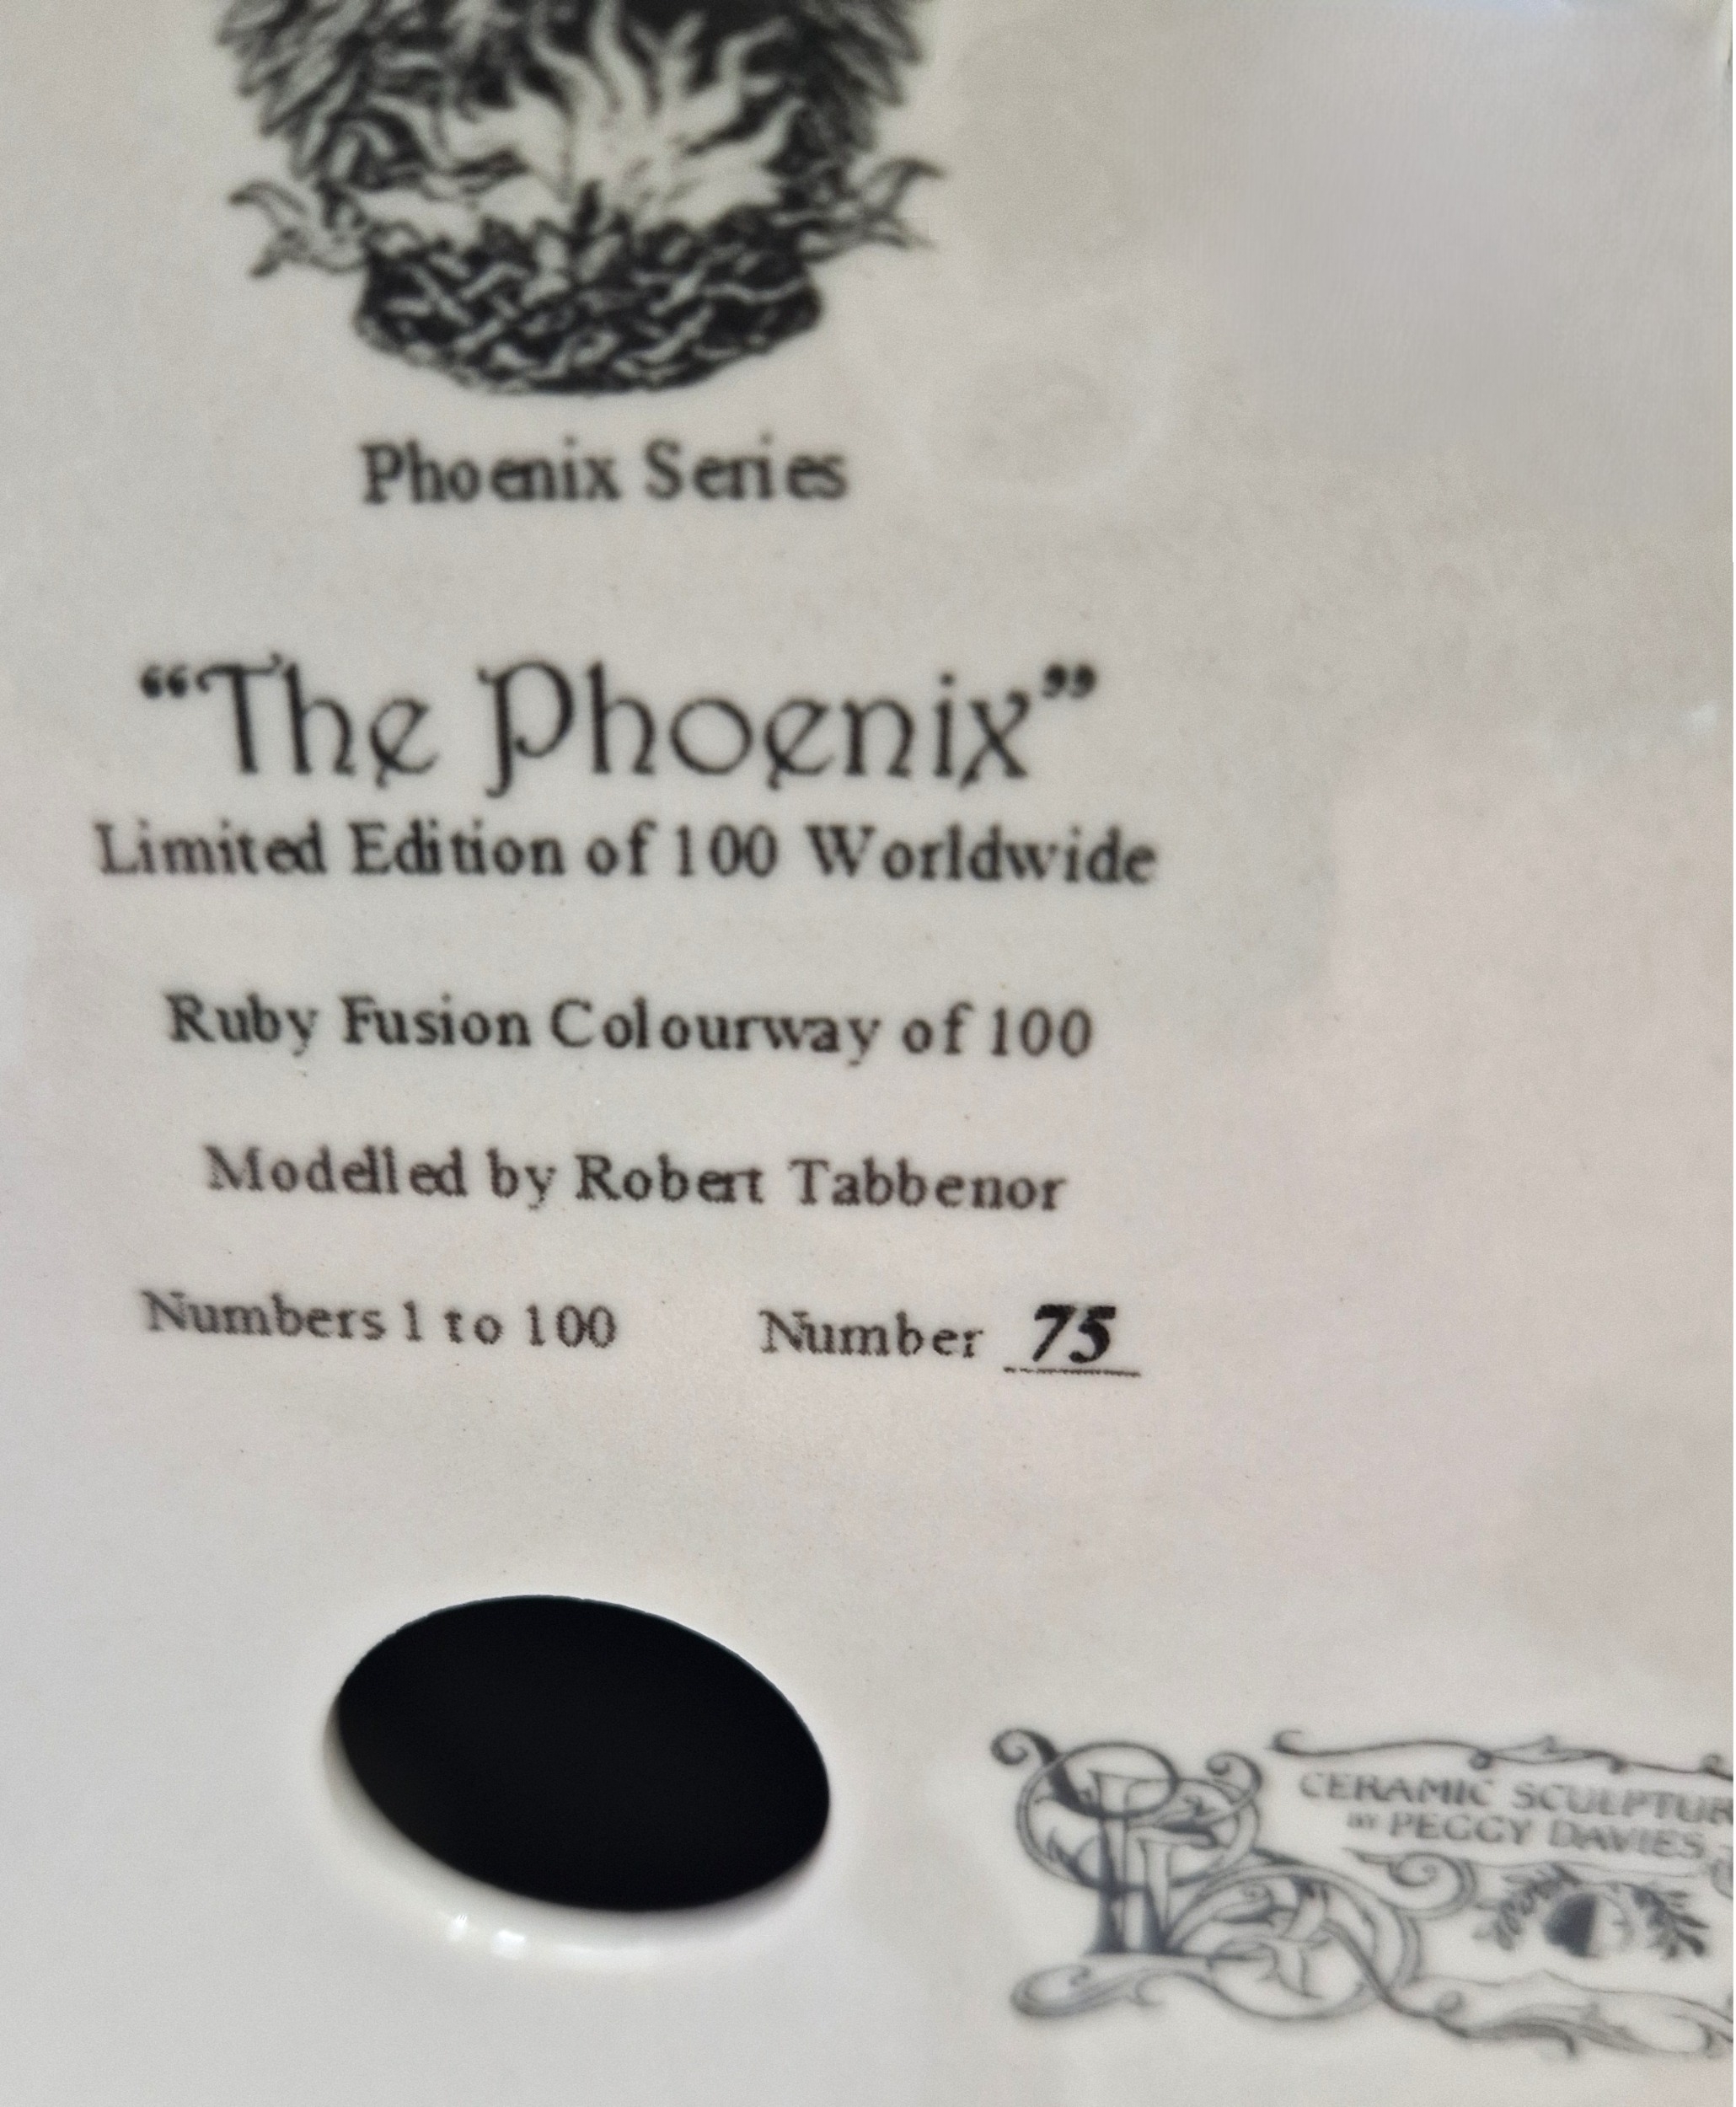 Phoenix Series
“The Phoenix”
Limited Edition of 100 Worldwide
Ruby Fusion Colourway of 100
Modelled by Robert Tabbenor
Numbers 1 to 100 Number 75
CERAMIC SCULPTUR
BY PEGGY DAVIES